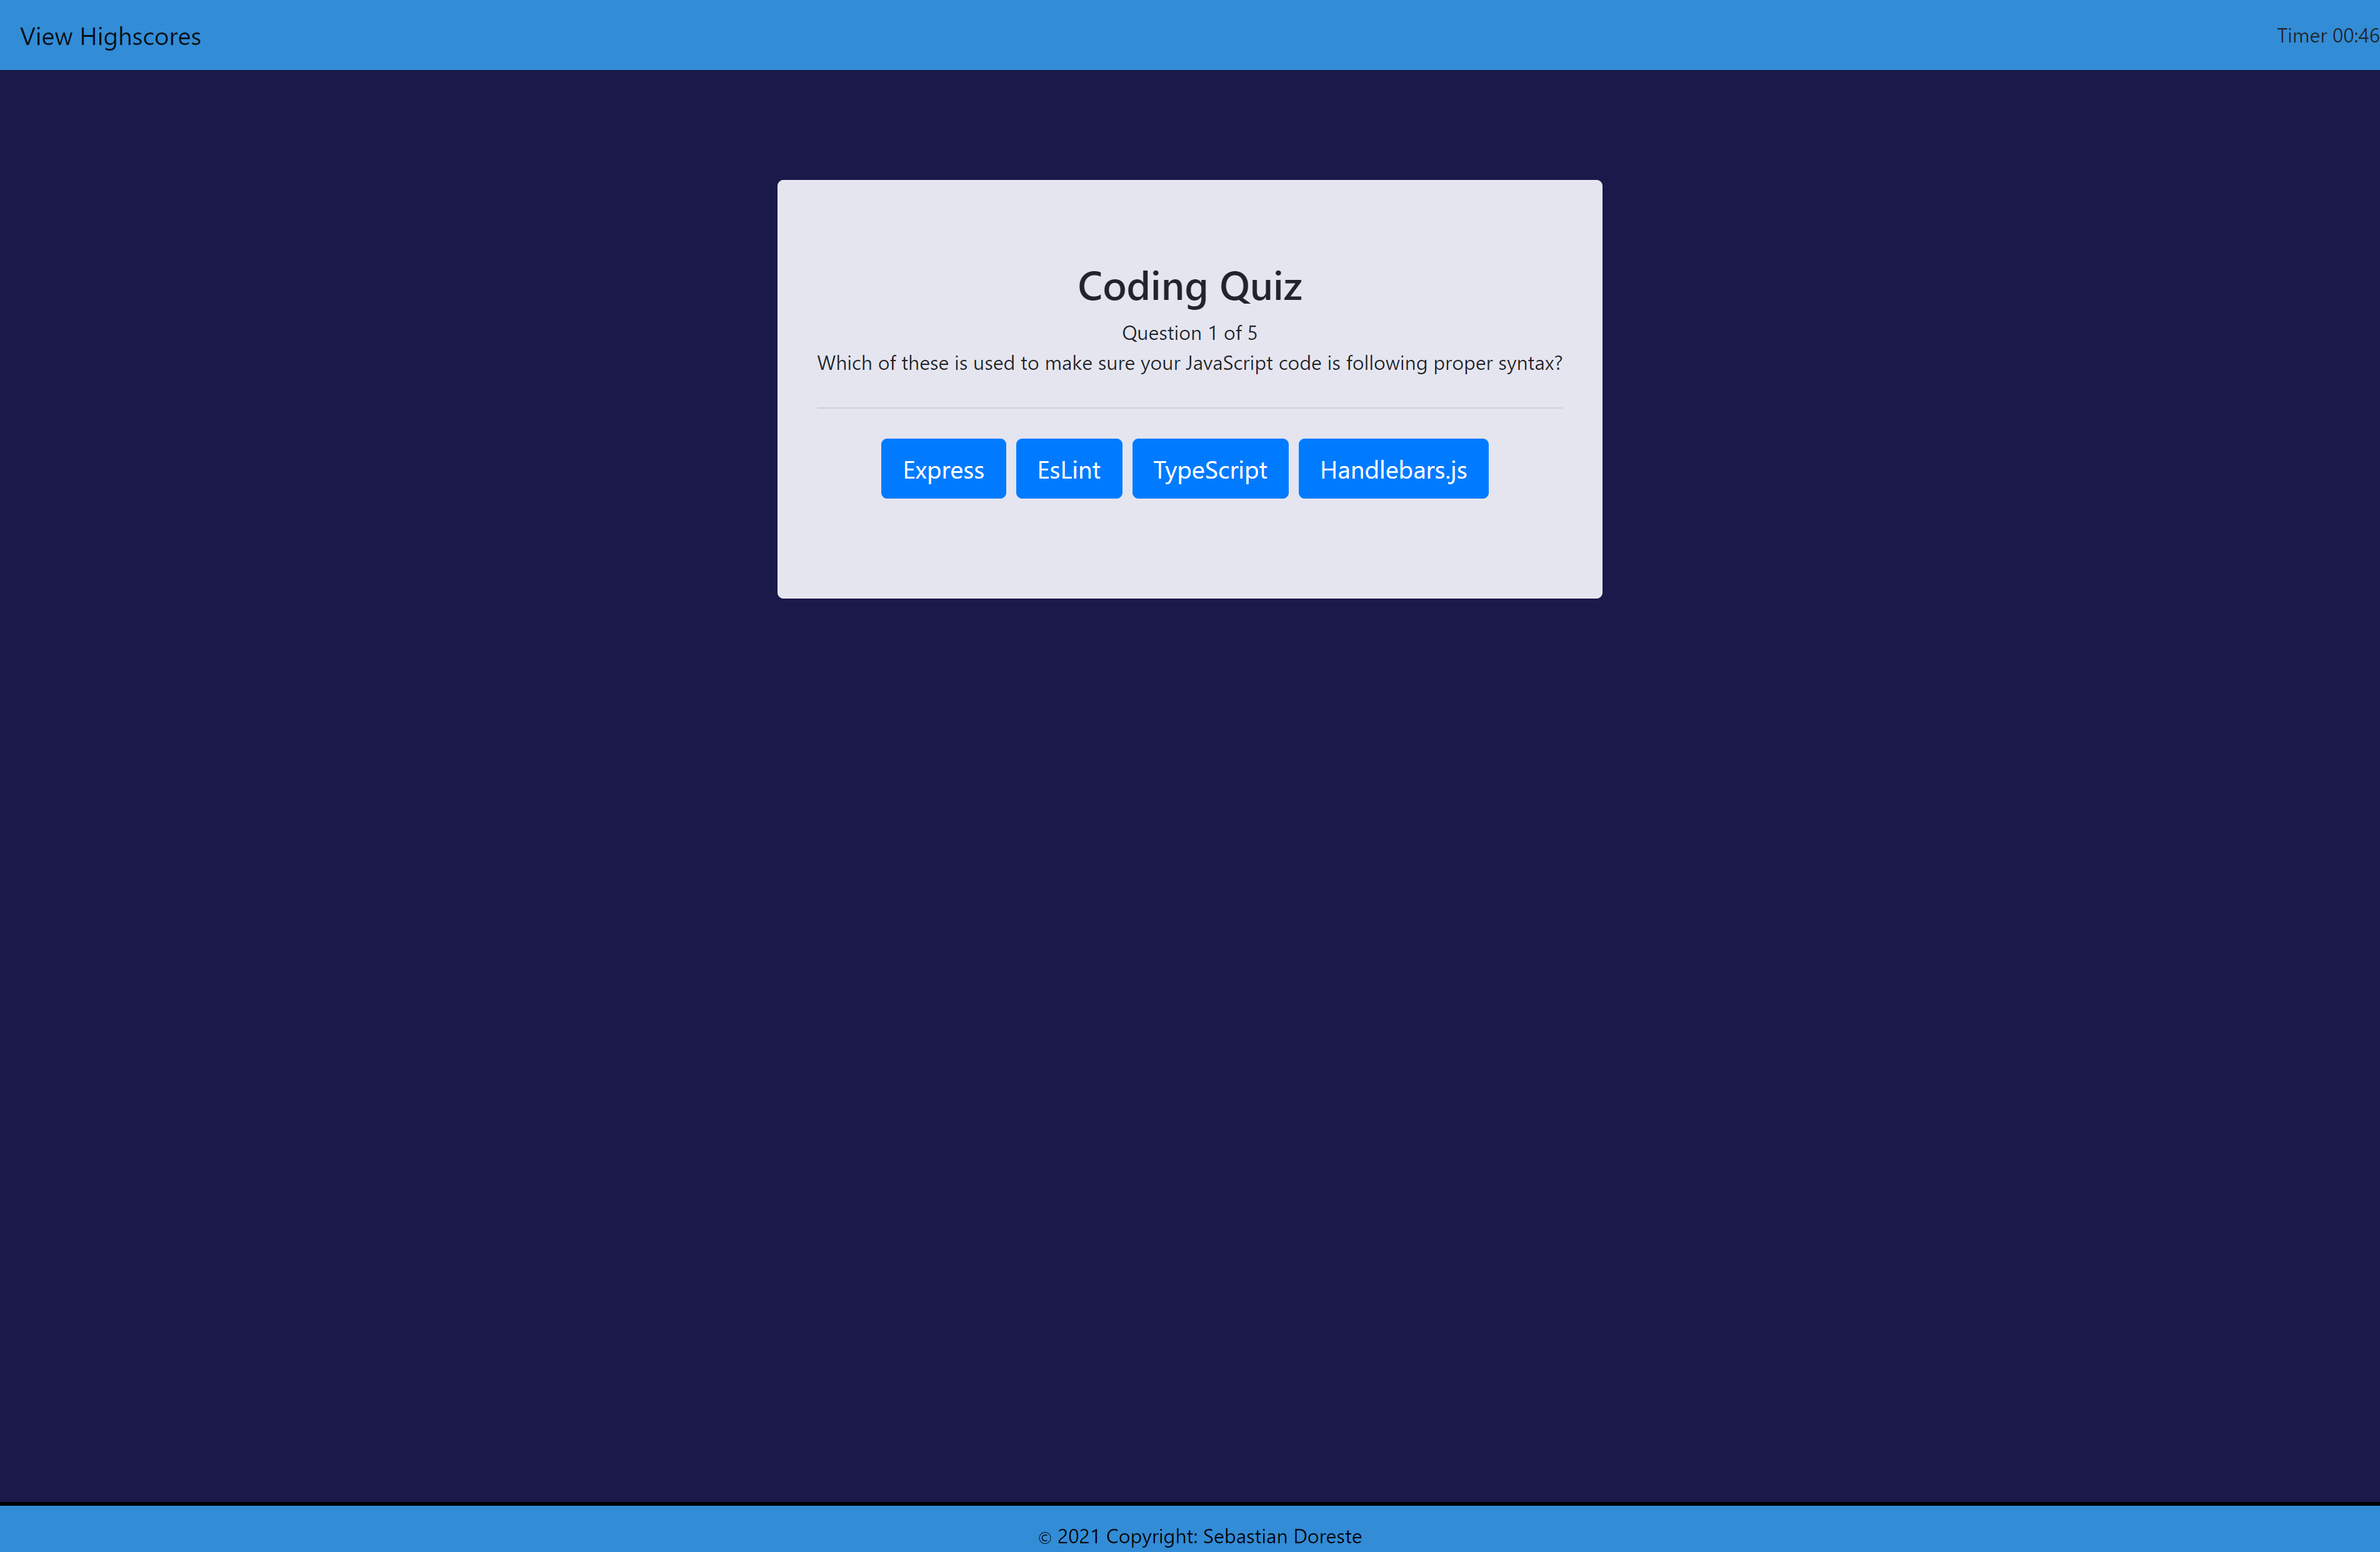 View Highscores
Timer 00:46
Coding Quiz
Question 1 of 5
Which of these is used to make sure your JavaScript code is following proper syntax?
Express
EsLint
TypeScript
Handlebars.js
© 2021 Copyright: Sebastian Doreste